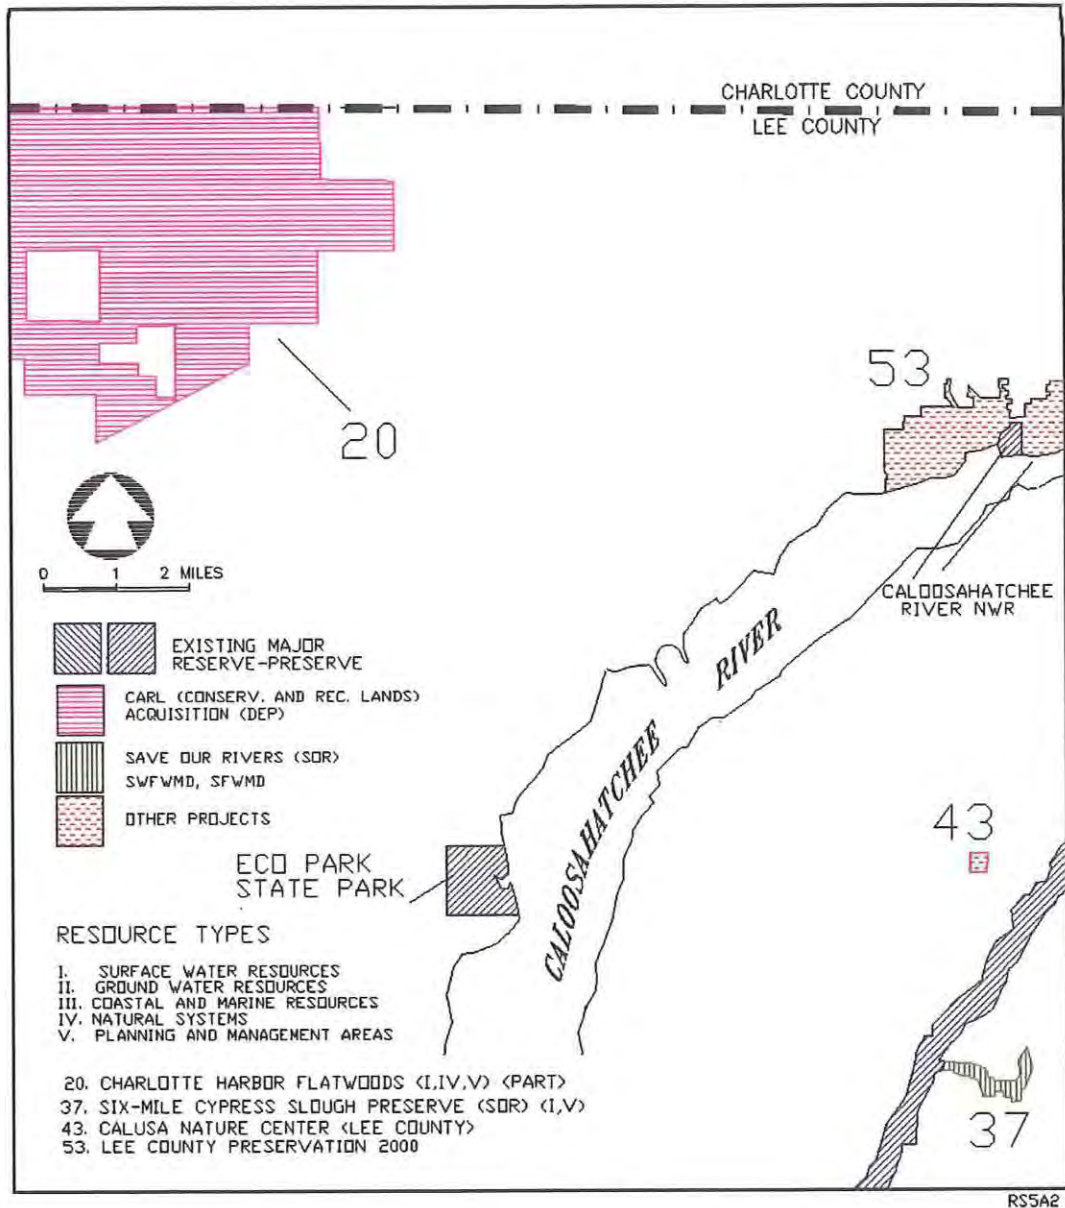 CHARLOTTE COUNTY
LEE COUNTY
53
20
0 1 2 MILES
CALOOSAHATCHEE
RIVER NWR
EXISTING MAJOR
RESERVE-PRESERVE
CARL (CONSERV. AND REC. LANDS)
ACQUISITION (DEP)
SAVE OUR RIVERS (SOR)
SWFWMD, SFWMD
OTHER PROJECTS
CALOOSAHATCHEE RIVER
43
ECO PARK
STATE PARK
RESOURCE TYPES
I. SURFACE WATER RESOURCES
II. GROUND WATER RESOURCES
III. COASTAL AND MARINE RESOURCES
IV. NATURAL SYSTEMS
V. PLANNING AND MANAGEMENT AREAS
20. CHARLOTTE HARBOR FLATWOODS (I,IV,V) (PART)
37. SIX-MILE CYPRESS SLOUGH PRESERVE (SOR) (I,V)
43. CALUSA NATURE CENTER (LEE COUNTY)
53. LEE COUNTY PRESERVATION 2000
37
RS5A2